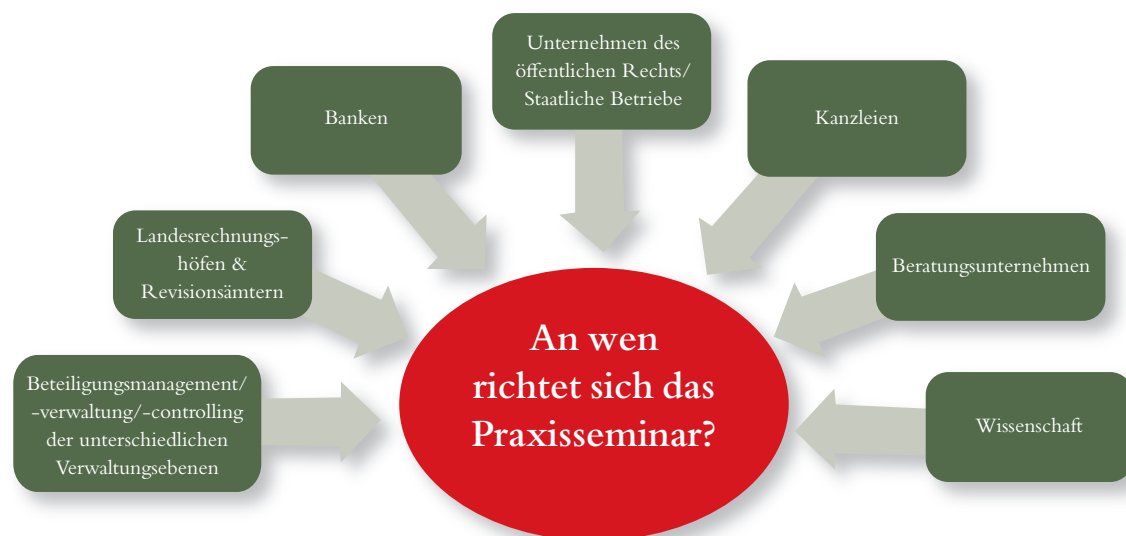 Unternehmen des
öffentlichen Rechts/
Staatliche Betriebe
Banken
Kanzleien
Landesrechnungs-
höfen &
Revisionsämtern
Beratungsunternehmen
An wen
richtet sich das
Praxisseminar?
Beteiligungsmanagement/
-verwaltung/-controlling
der unterschiedlichen
Verwaltungsebenen
Wissenschaft